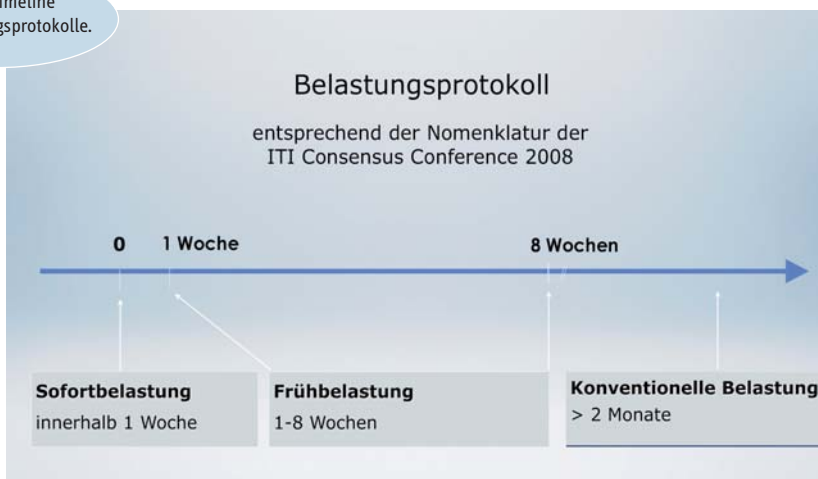 gsprotokolle.
Belastungsprotokoll
entsprechend der Nomenklatur der
ITI Consensus Conference 2008
0
1 Woche
8 Wochen
Sofortbelastung
innerhalb 1 Woche
Frühbelastung
1-8 Wochen
Konventionelle Belastung
> 2 Monate